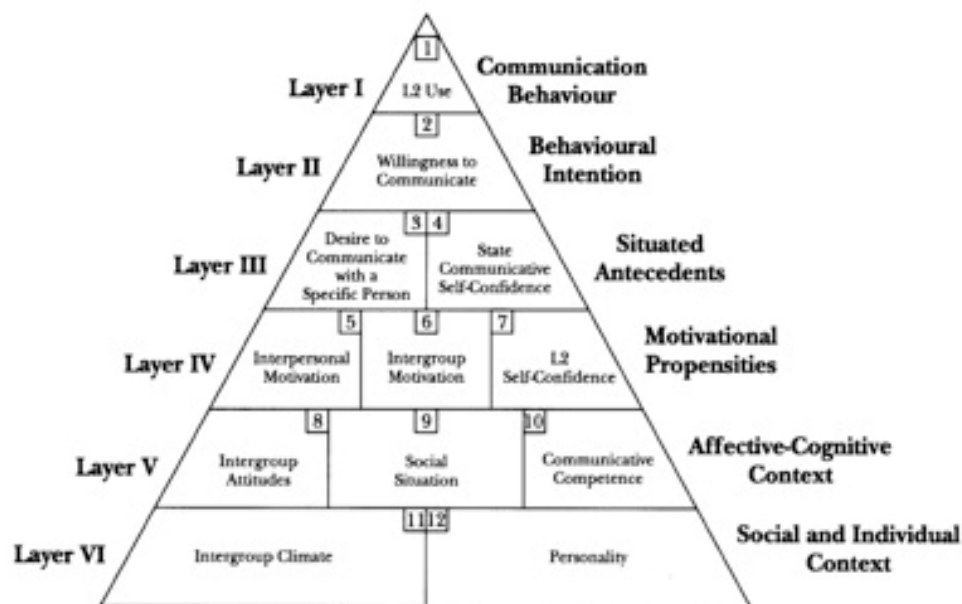 1
Layer I
L2 Use
Communication
Behaviour
2
Layer II
Willingness to
Communicate
Behavioural
Intention
3 4
Layer III
Desire to
Communicate
with a
Specific Person
State
Communicative
Self-Confidence
Situated
Antecedents
5 6 7
Layer IV
Interpersonal
Motivation
Intergroup
Motivation
L2
Self-Confidence
Motivational
Propensities
8 9 10
Layer V
Intergroup
Attitudes
Social
Situation
Communicative
Competence
Affective-Cognitive
Context
11 12
Layer VI
Intergroup Climate
Personality
Social and Individual
Context